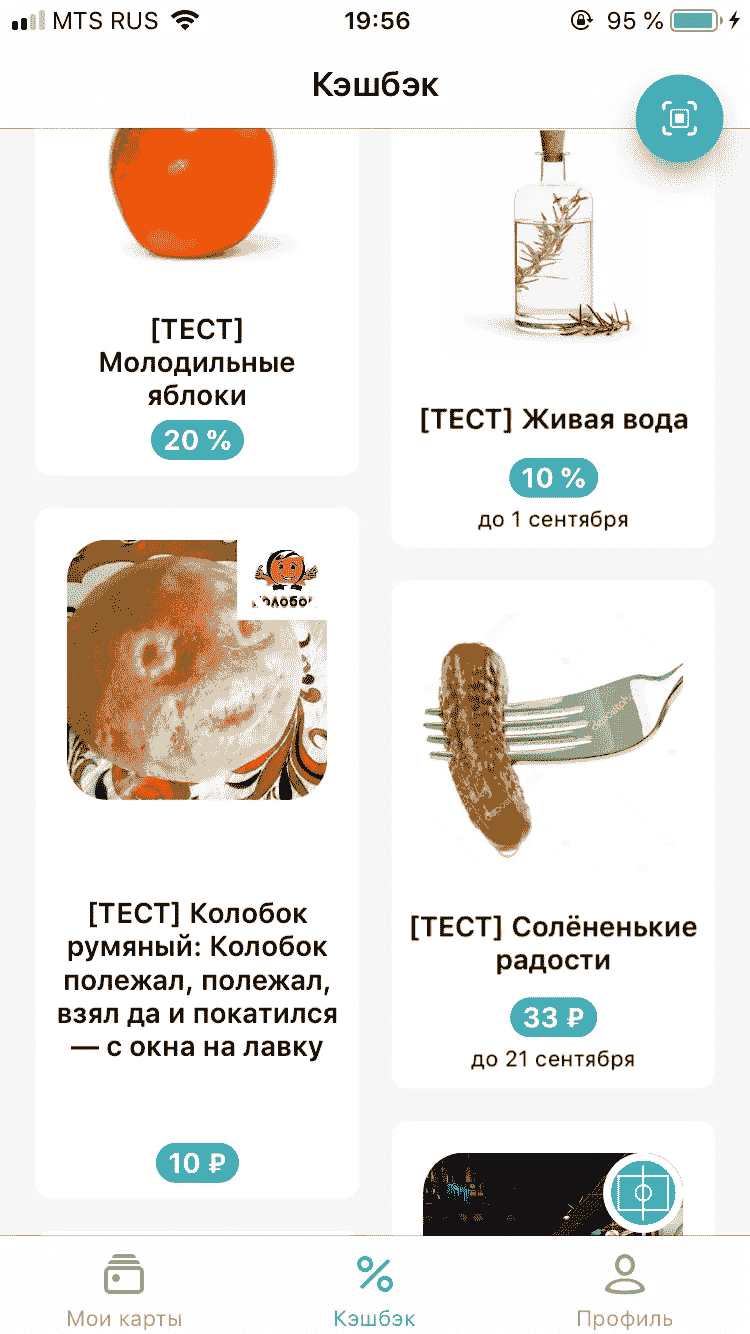 MTS RUS
19:56
95 %
Кэшбэк
[ТЕСТ]
Молодильные
яблоки
20 %
[ТЕСТ] Живая вода
10 %
до 1 сентября
[ТЕСТ] Колобок
румяный: Колобок
полежал, полежал,
взял да и покатился
— с окна на лавку
10 ₽
[ТЕСТ] Солёненькие
радости
33 ₽
до 21 сентября
Мои карты
Кэшбэк
Профиль